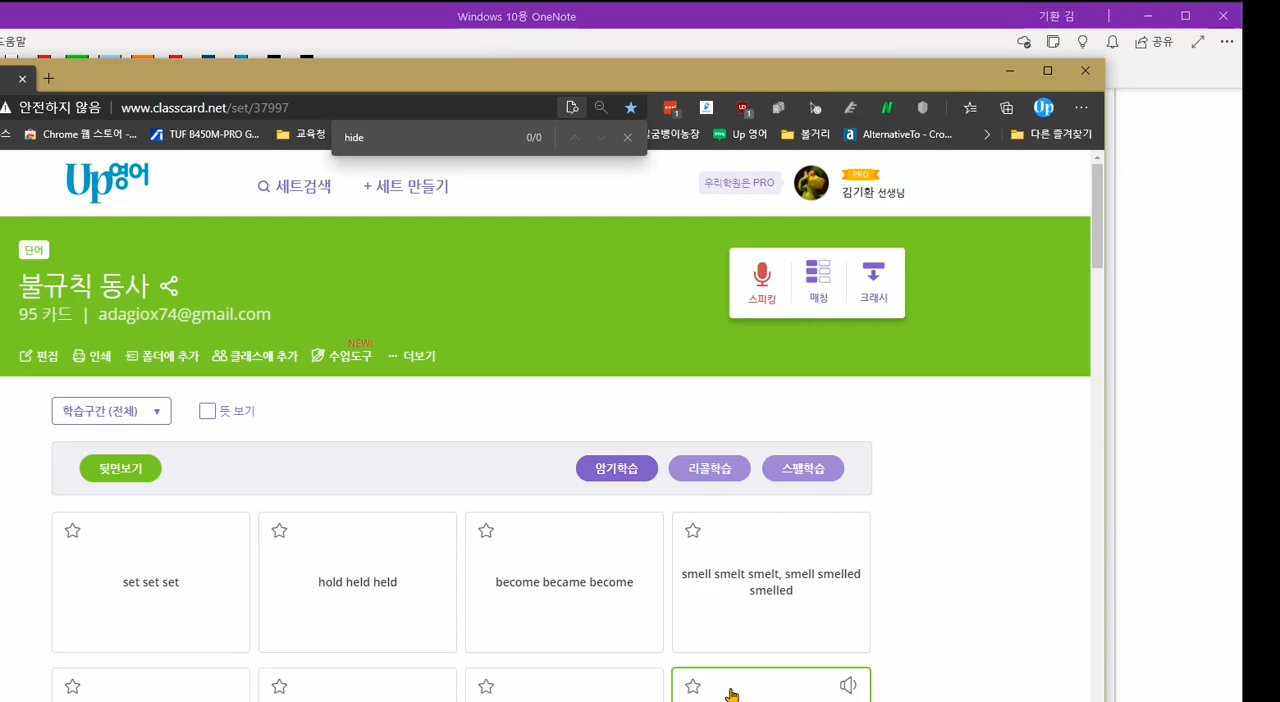 Windows 10용 OneNote
기환 김
도움말
공유
안전하지 않음 www.classcard.net/set/37997
Chrome 웹 스토어 -...
TUF B450M-PRO G...
교육정
굼벵이농장
Up 영어
볼거리
AlternativeTo - Cro...
다른 즐겨찾기
hide 0/0
Up영어
세트검색
+ 세트 만들기
우리학원은 PRO
PRO
김기환 선생님
단어
불규칙 동사
95 카드 | adagiox74@gmail.com
스피킹
매칭
크래시
NEW!
편집 인쇄 폴더에 추가 클래스에 추가 수업도구 ··· 더보기
학습구간 (전체) ▼
뜻 보기
뒷면보기
암기학습
리콜학습
스펠학습
set set set
hold held held
become became become
smell smelt smelt, smell smelled
smelled